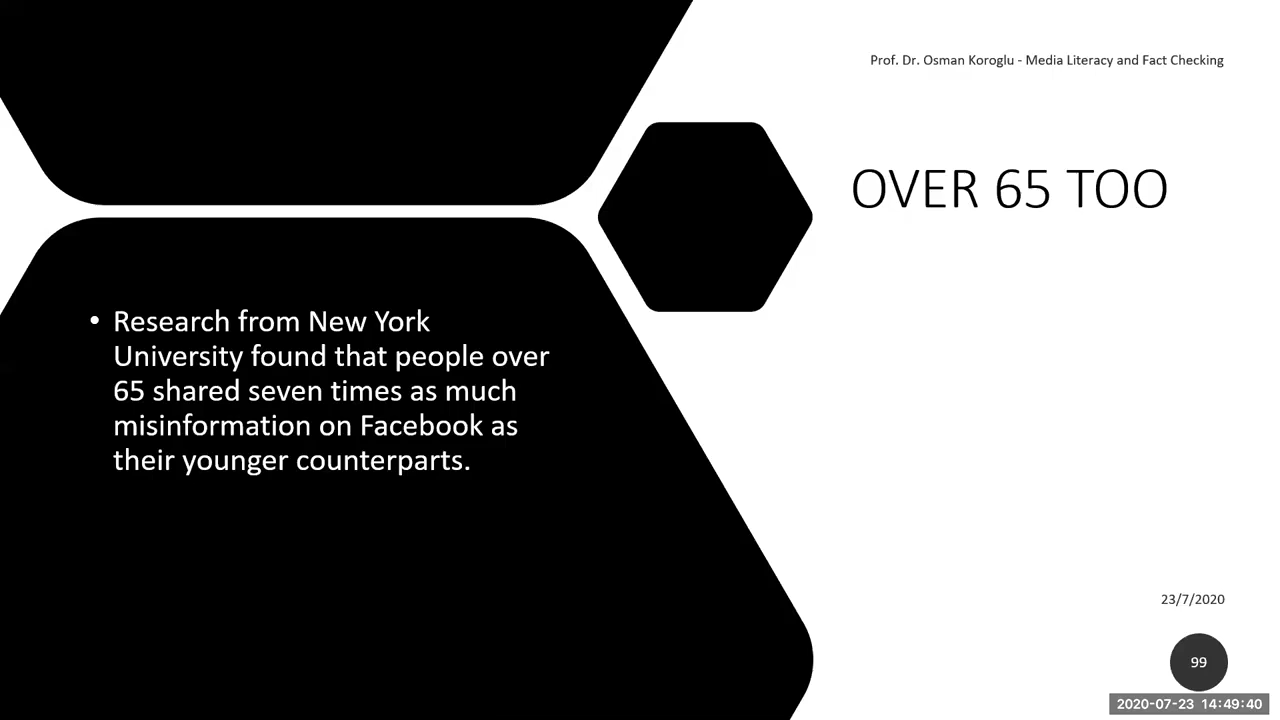 Prof. Dr. Osman Koroglu - Media Literacy and Fact Checking
OVER 65 TOO
• Research from New York
University found that people over
65 shared seven times as much
misinformation on Facebook as
their younger counterparts.
23/7/2020
99
2020-07-23 14:49:40